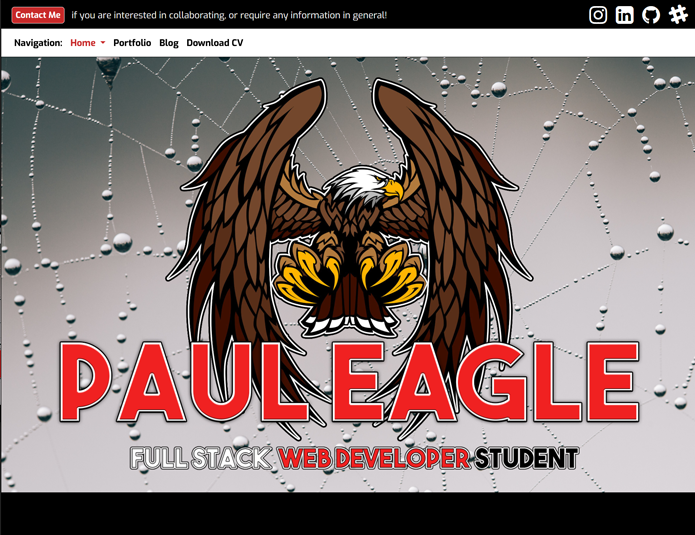 Contact Me if you are interested in collaborating, or require any information in general!
Navigation: Home Portfolio Blog Download CV
PAUL EAGLE
FULL STACK WEB DEVELOPER STUDENT